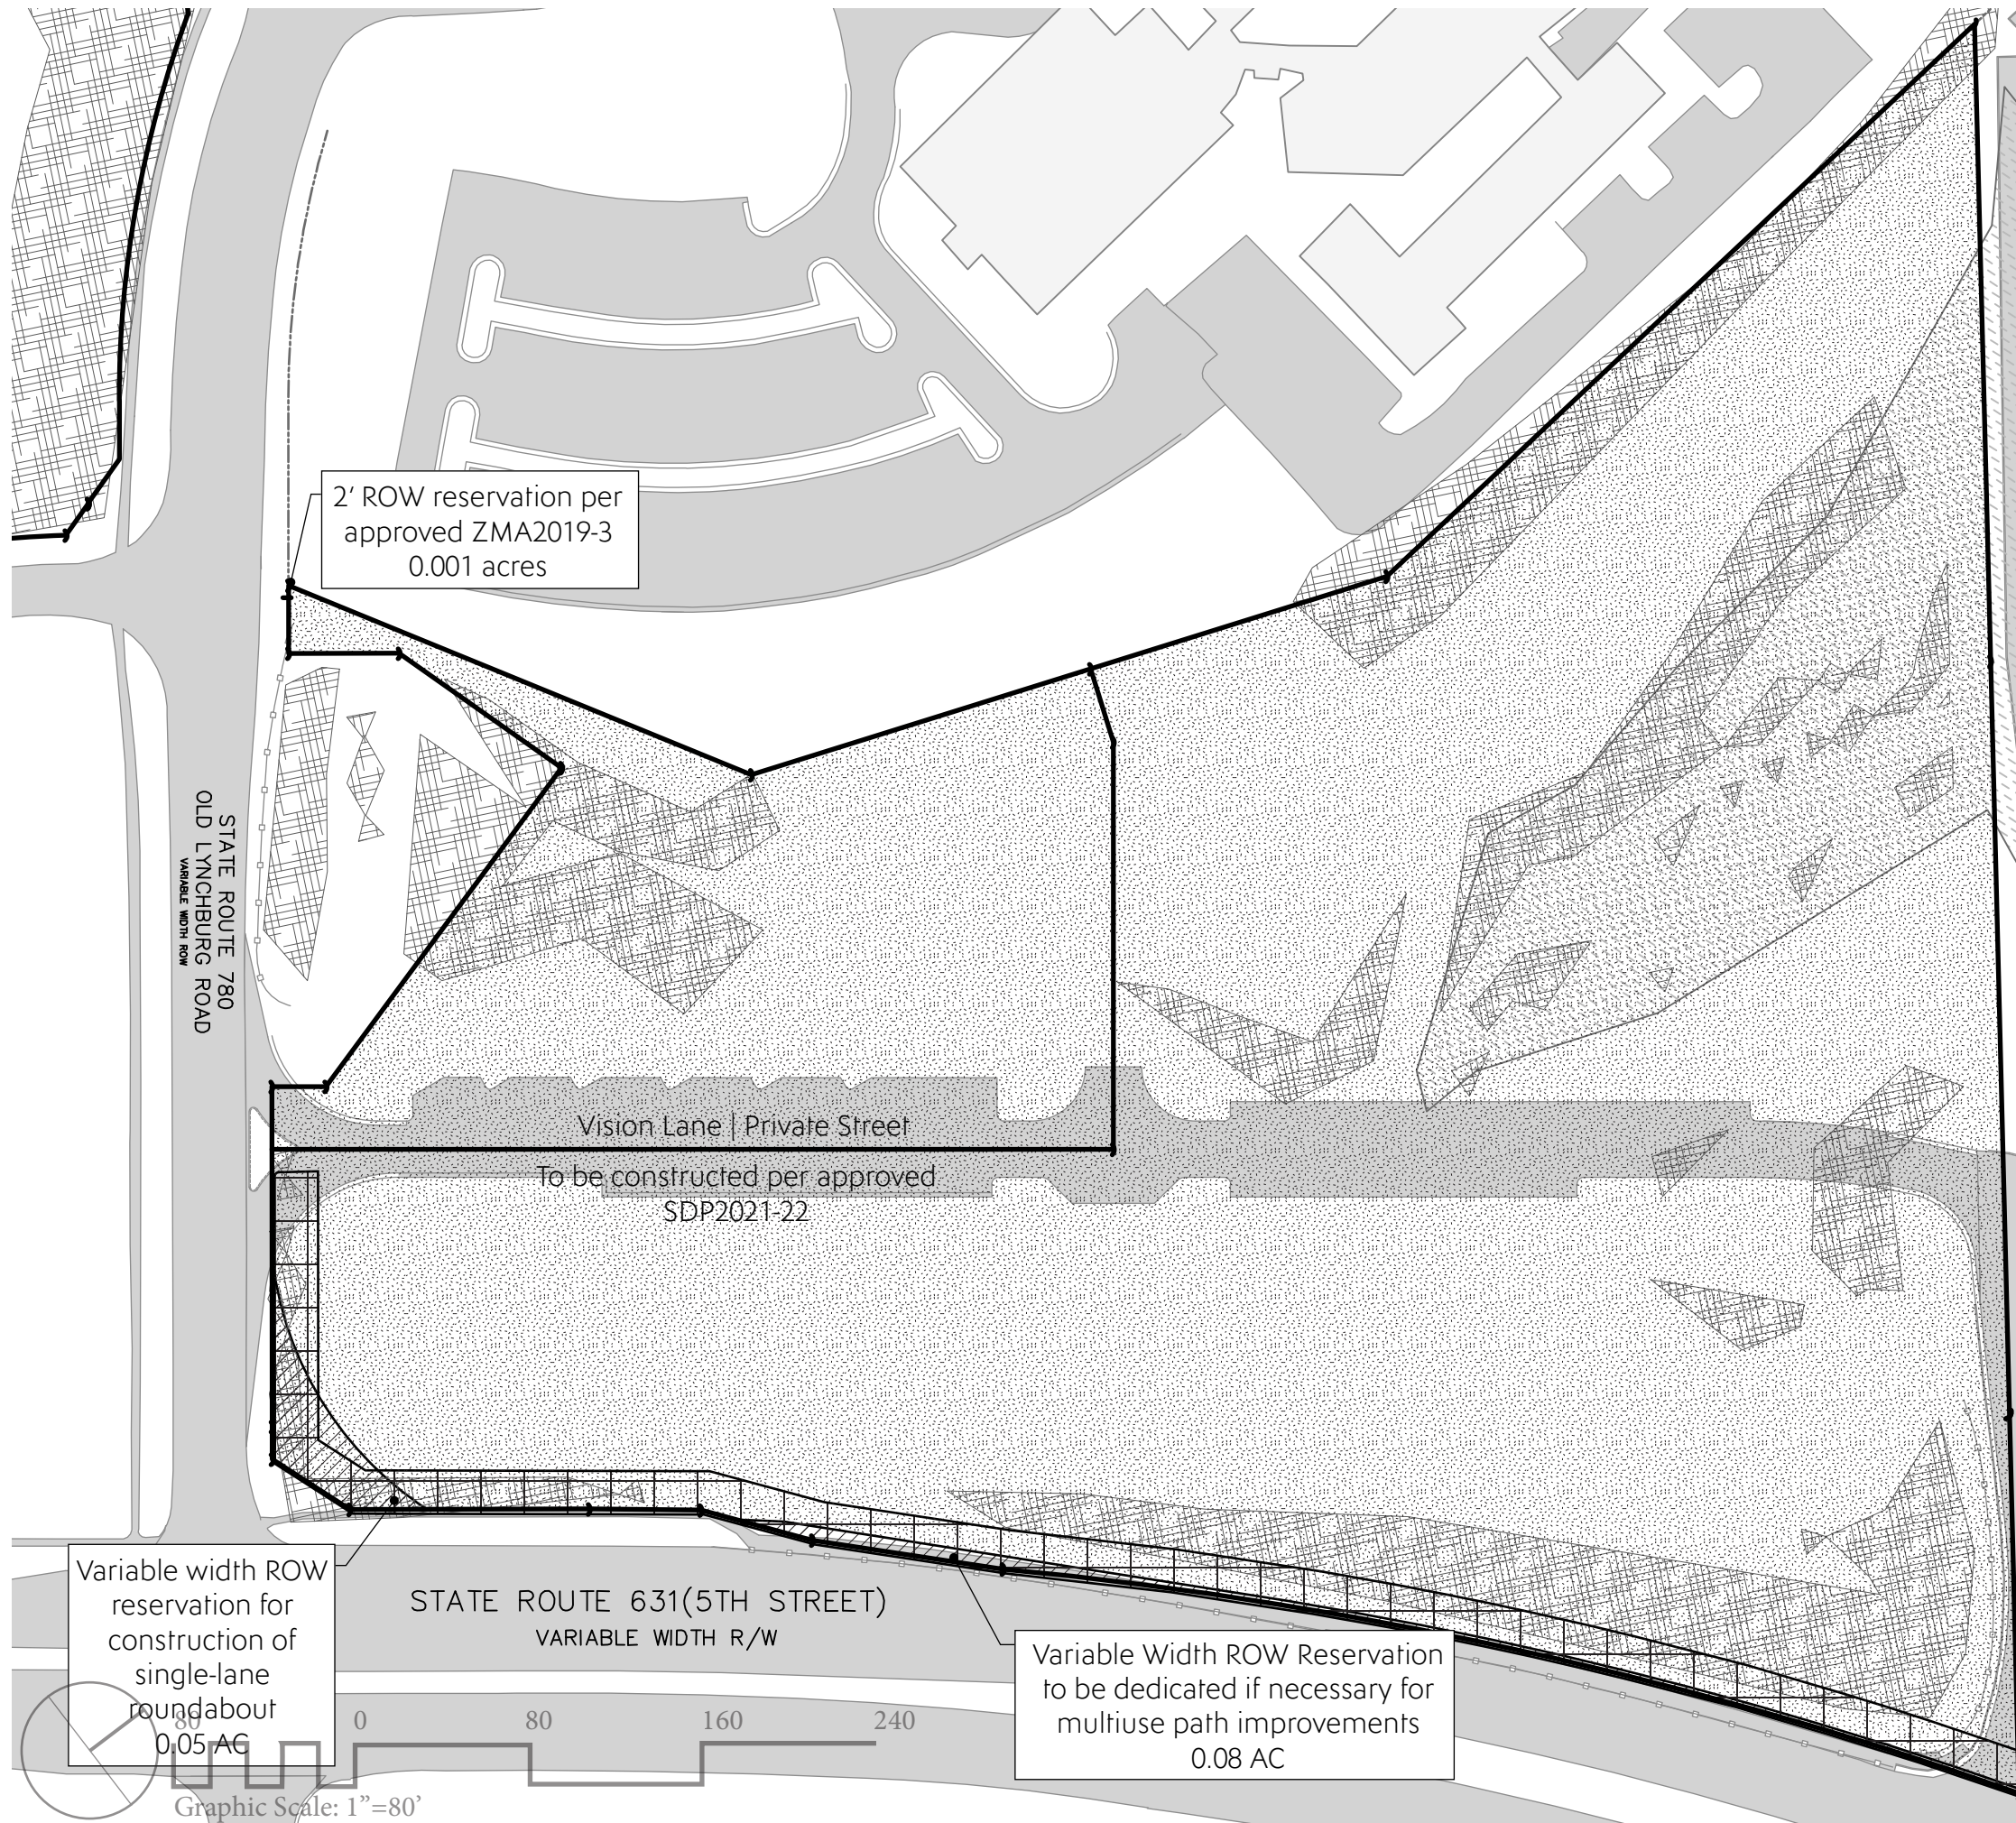 2’ ROW reservation per
approved ZMA2019-3
0.001 acres
STATE ROUTE 780
OLD LYNCHBURG ROAD
VARIABLE WIDTH ROW
Vision Lane | Private Street
To be constructed per approved
SDP2021-22
Variable width ROW
reservation for
construction of
single-lane
roundabout
0.05 AC
STATE ROUTE 631(5TH STREET)
VARIABLE WIDTH R/W
Variable Width ROW Reservation
to be dedicated if necessary for
multiuse path improvements
0.08 AC
80 0 80 160 240
Graphic Scale: 1”=80’